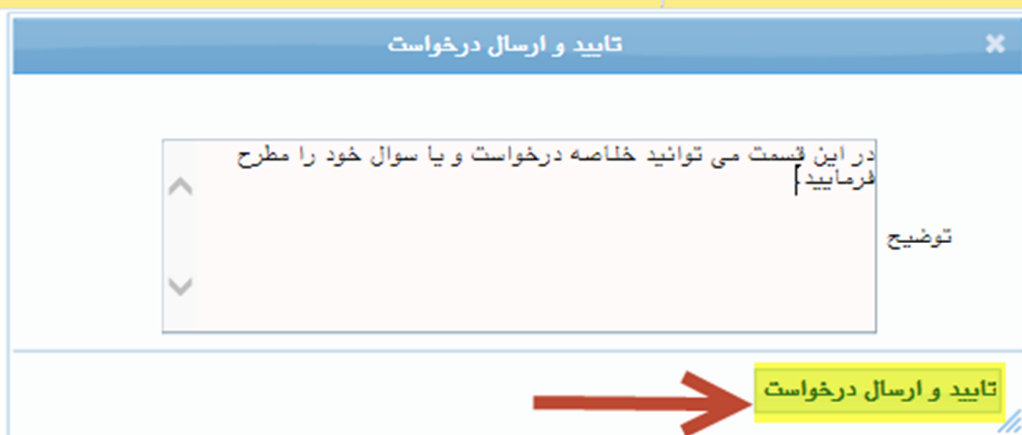 تایید و ارسال درخواست
در این قسمت می توانید خلاصه درخواست و یا سوال خود را مطرح
فرمایید.
توضیح
تایید و ارسال درخواست